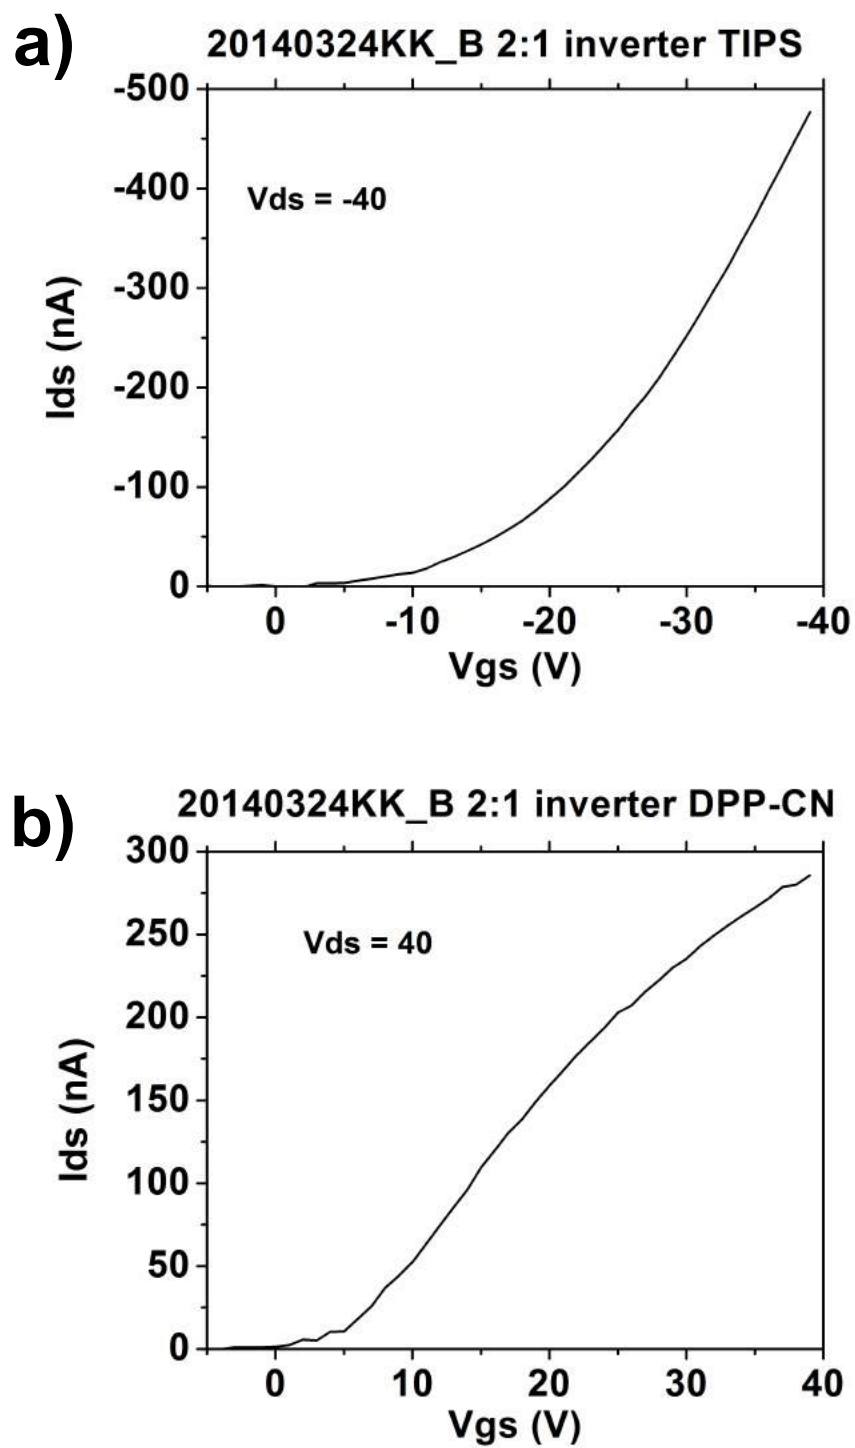 a)
20140324KK_B 2:1 inverter TIPS
-500
-400
-300
-200
-100
0
Vds = -40
Ids (nA)
0 -10 -20 -30 -40
Vgs (V)
b)
20140324KK_B 2:1 inverter DPP-CN
300
250
200
150
100
50
0
Vds = 40
Ids (nA)
0 10 20 30 40
Vgs (V)